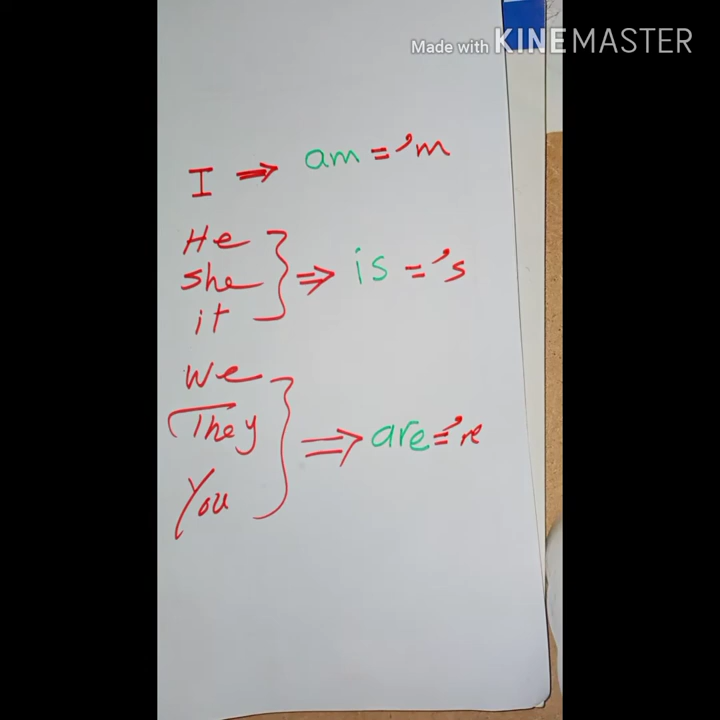 Made with KINEMASTER
I ⇒ am = 'm
He
she
it
⇒ is = 's
We
They
You
⇒ are = 're